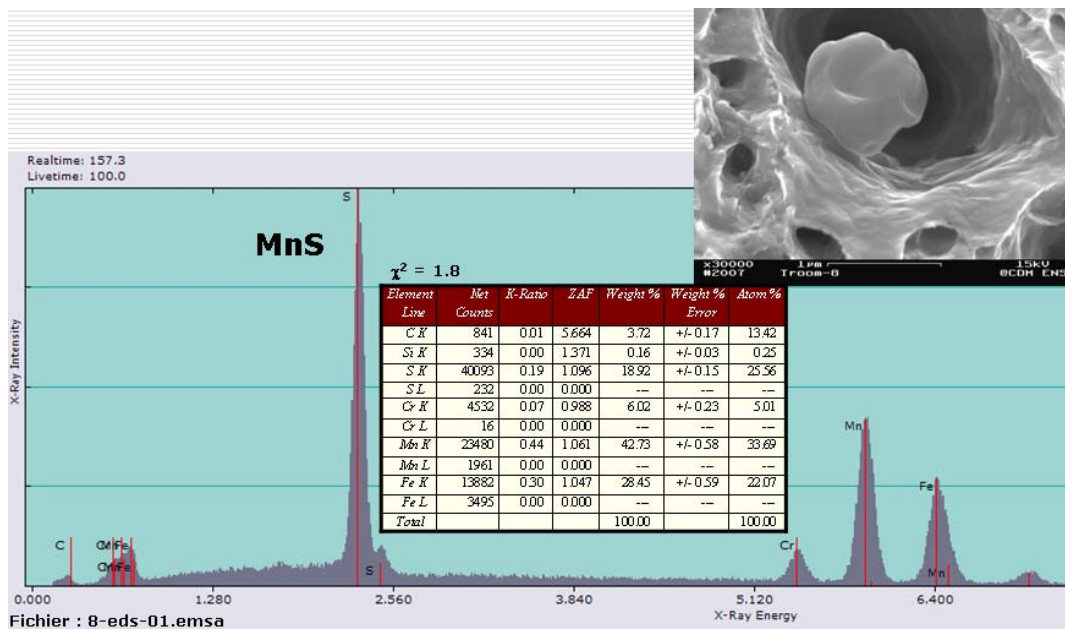 x30000 1µm 15kV
#2007 Troom-8 @CDM ENS
Realtime: 157.3
Livetime: 100.0
S
MnS
χ² = 1.8
Element Line Net Counts K-Ratio ZAF Weight % Weight % Error Atom %
C K 841 0.01 5.664 3.72 +/- 0.17 13.42
Si K 334 0.00 1.371 0.16 +/- 0.03 0.25
S K 40093 0.19 1.096 18.92 +/- 0.15 25.56
S L 232 0.00 0.000 --- --- ---
Cr K 4532 0.07 0.988 6.02 +/- 0.23 5.01
Cr L 16 0.00 0.000 --- --- ---
Mn K 23480 0.44 1.061 42.73 +/- 0.58 33.69
Mn L 1961 0.00 0.000 --- --- ---
Fe K 13882 0.30 1.047 28.45 +/- 0.59 22.07
Fe L 3495 0.00 0.000 --- --- ---
Total 100.00 100.00
X-Ray Intensity
Mn
Fe
C
Cr
S
Mn
0.000 1.280 2.560 3.840 5.120 6.400
X-Ray Energy
Fichier : 8-eds-01.emsa